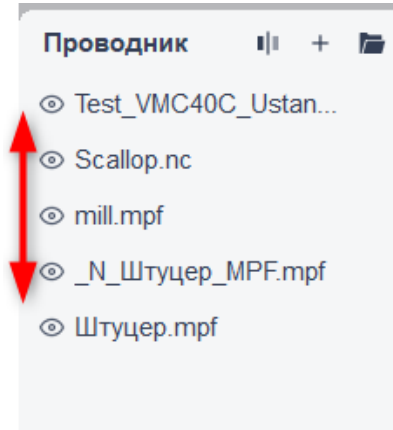 Проводник
Test_VMC40C_Ustan...
Scallop.nc
mill.mpf
_N_Штуцер_MPF.mpf
Штуцер.mpf